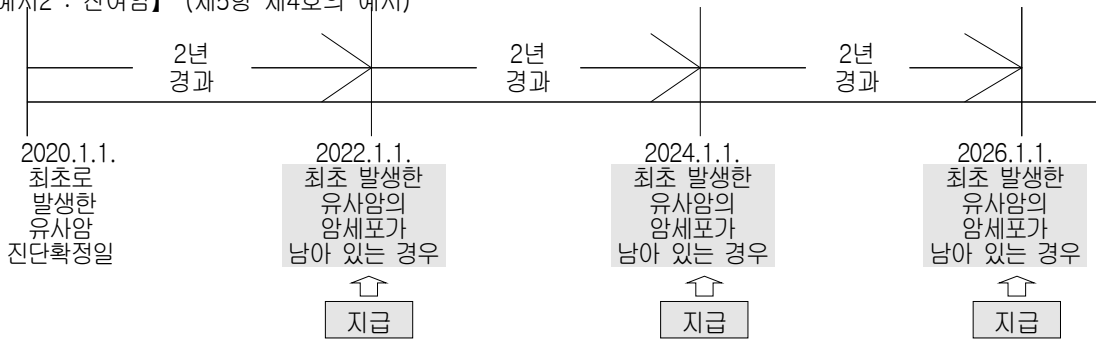 예시2 : 잔여암】 (제5항 제4호의 예시)
2년
경과
2년
경과
2년
경과
2020.1.1.
최초로
발생한
유사암
진단확정일
2022.1.1.
최초 발생한
유사암의
암세포가
남아 있는 경우
지급
2024.1.1.
최초 발생한
유사암의
암세포가
남아 있는 경우
지급
2026.1.1.
최초 발생한
유사암의
암세포가
남아 있는 경우
지급